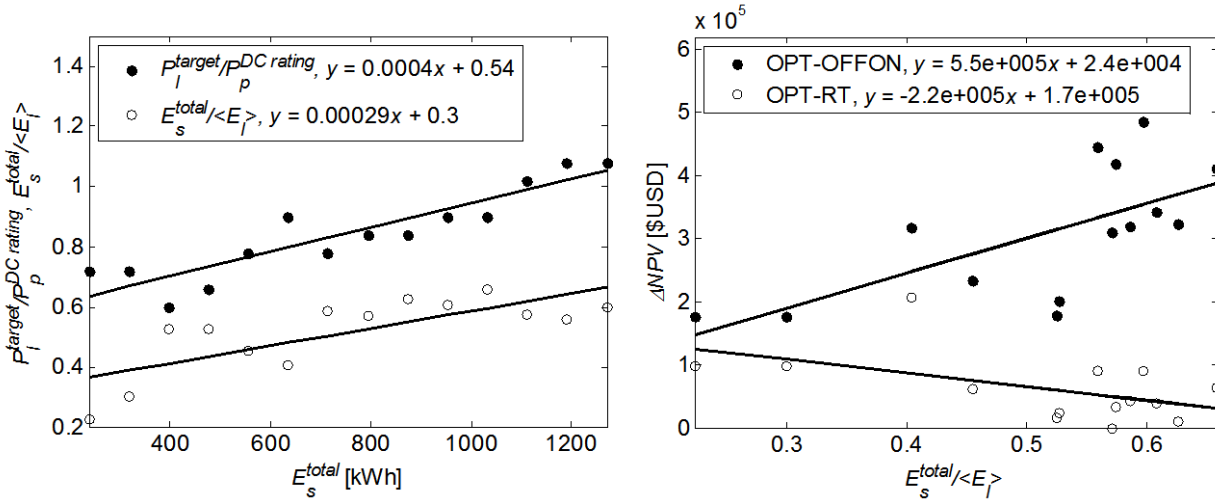 1.4
1.2
1
0.8
0.6
0.4
0.2
P_l^target/P_p^DC rating, E_s^total/<E_l>
P_l^target/P_p^DC rating, y = 0.0004x + 0.54
E_s^total/<E_l>, y = 0.00029x + 0.3
400 600 800 1000 1200
E_s^total [kWh]
x 10^5
6
5
4
3
2
1
0
ΔNPV [$USD]
OPT-OFFON, y = 5.5e+005x + 2.4e+004
OPT-RT, y = -2.2e+005x + 1.7e+005
0.3 0.4 0.5 0.6
E_s^total/<E_l>